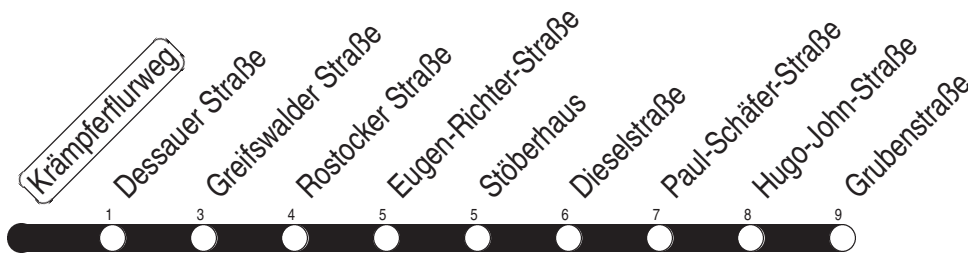 Krämpferflurweg
Dessauer Straße
Greifswalder Straße
Rostocker Straße
Eugen-Richter-Straße
Stöberhaus
Dieselstraße
Paul-Schäfer-Straße
Hugo-John-Straße
Grubenstraße
1 3 4 5 5 6 7 8 9